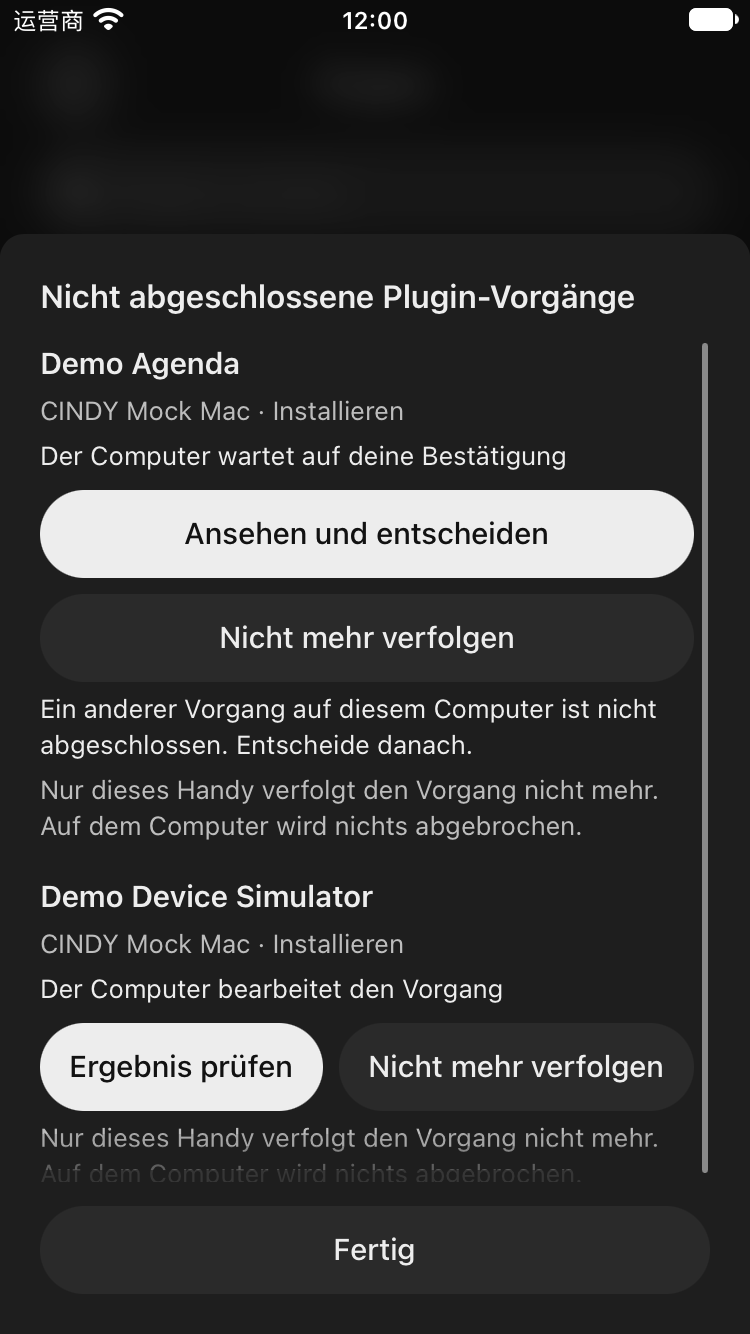 运营商
12:00
Nicht abgeschlossene Plugin-Vorgänge
Demo Agenda
CINDY Mock Mac · Installieren
Der Computer wartet auf deine Bestätigung
Ansehen und entscheiden
Nicht mehr verfolgen
Ein anderer Vorgang auf diesem Computer ist nicht
abgeschlossen. Entscheide danach.
Nur dieses Handy verfolgt den Vorgang nicht mehr.
Auf dem Computer wird nichts abgebrochen.
Demo Device Simulator
CINDY Mock Mac · Installieren
Der Computer bearbeitet den Vorgang
Ergebnis prüfen
Nicht mehr verfolgen
Nur dieses Handy verfolgt den Vorgang nicht mehr.
Auf dem Computer wird nichts abgebrochen.
Fertig